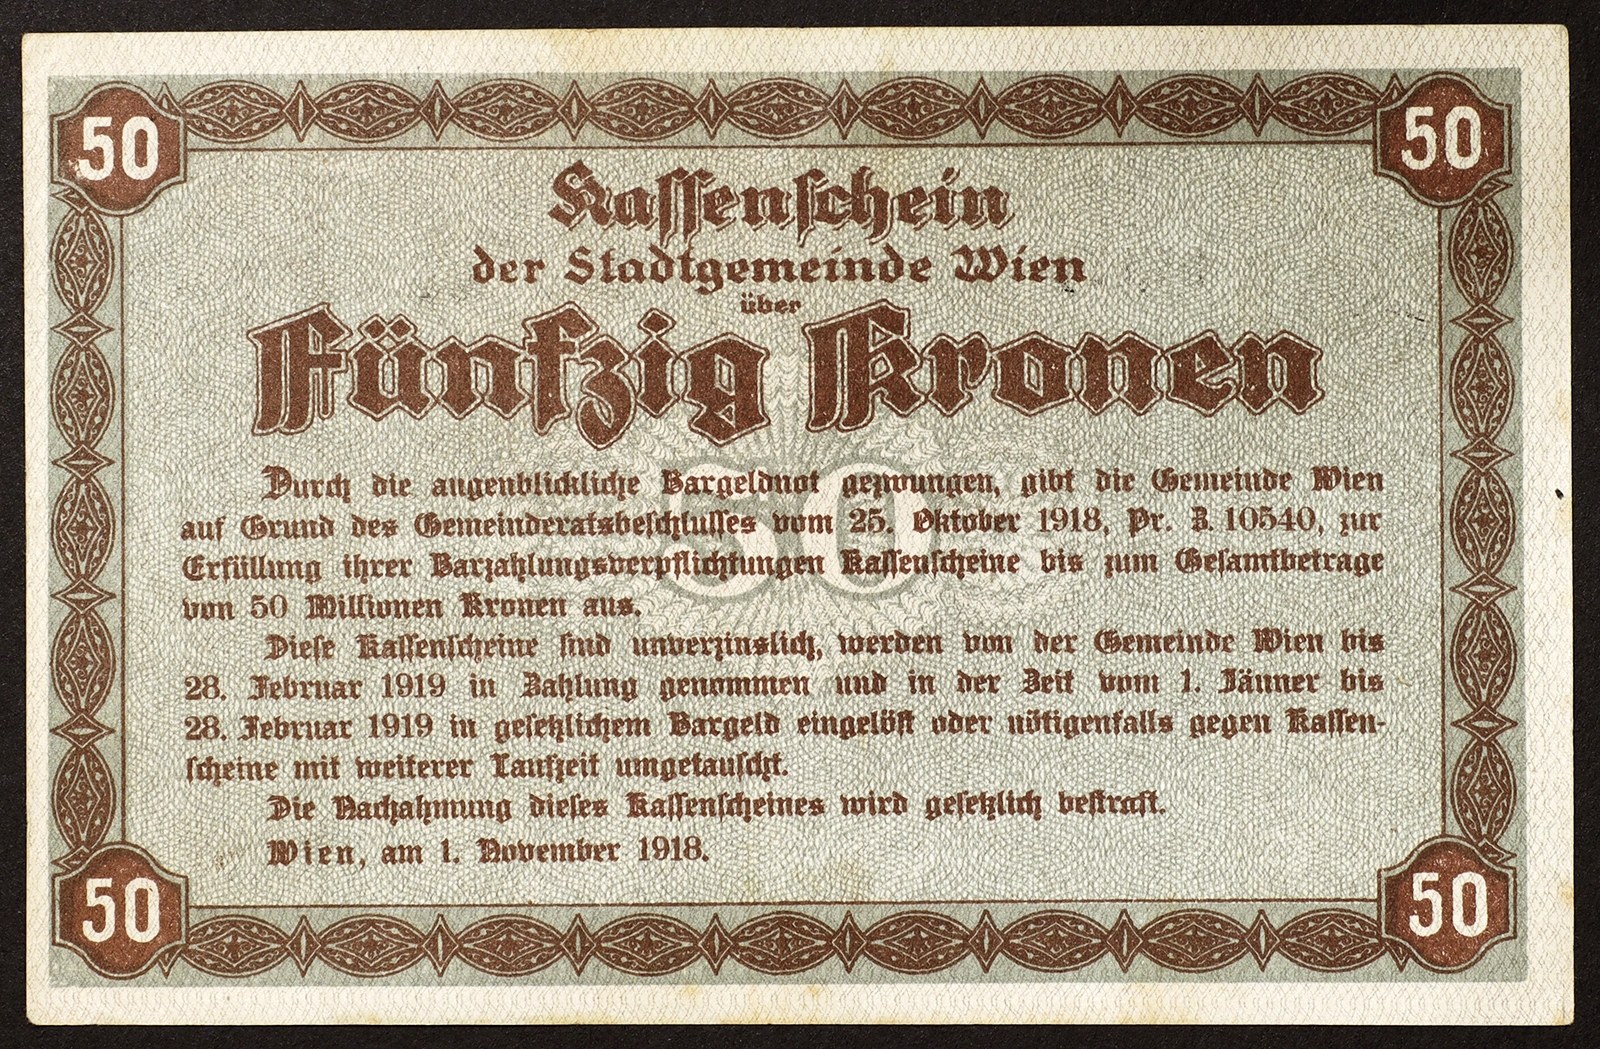 50 50
Kassenschein
der Stadtgemeinde Wien
über
Fünfzig Kronen
50
Durch die augenblickliche Bargeldnot gezwungen, gibt die Gemeinde Wien
auf Grund des Gemeinderatsbeschlusses vom 25. Oktober 1918, Pr. Z. 10540, zur
Erfüllung ihrer Barzahlungsverpflichtungen Kassenscheine bis zum Gesamtbetrage
von 50 Millionen Kronen aus.
Diese Kassenscheine sind unverzinslich, werden von der Gemeinde Wien bis
28. Februar 1919 in Zahlung genommen und in der Zeit vom 1. Jänner bis
28. Februar 1919 in gesetzlichem Bargeld eingelöst oder nötigenfalls gegen Kassen-
scheine mit weiterer Laufzeit umgetauscht.
Die Nachahmung dieses Kassenscheines wird gesetzlich bestraft.
Wien, am 1. November 1918.
50 50